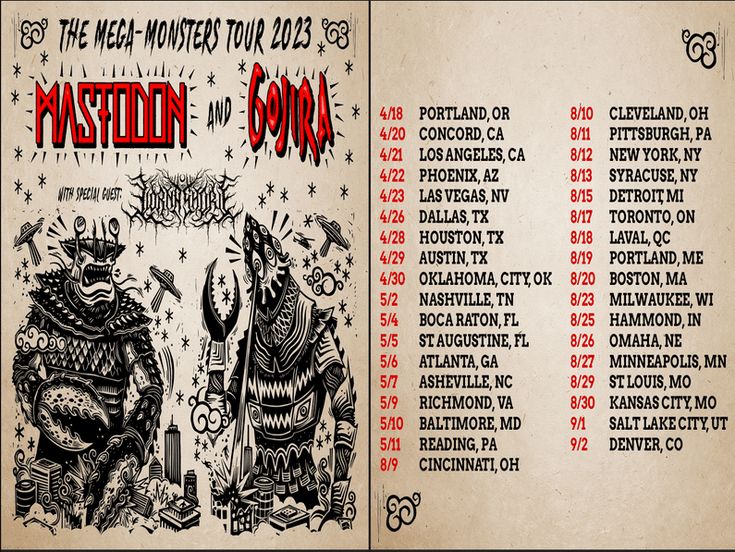 THE MEGA-MONSTERS TOUR 2023
MASTODON AND GOJIRA
WITH SPECIAL GUEST: LORNA SHORE
4/18 PORTLAND, OR
4/20 CONCORD, CA
4/21 LOS ANGELES, CA
4/22 PHOENIX, AZ
4/23 LAS VEGAS, NV
4/26 DALLAS, TX
4/28 HOUSTON, TX
4/29 AUSTIN, TX
4/30 OKLAHOMA, CITY, OK
5/2 NASHVILLE, TN
5/4 BOCA RATON, FL
5/5 ST AUGUSTINE, FL
5/6 ATLANTA, GA
5/7 ASHEVILLE, NC
5/9 RICHMOND, VA
5/10 BALTIMORE, MD
5/11 READING, PA
8/9 CINCINNATI, OH
8/10 CLEVELAND, OH
8/11 PITTSBURGH, PA
8/12 NEW YORK, NY
8/13 SYRACUSE, NY
8/15 DETROIT, MI
8/17 TORONTO, ON
8/18 LAVAL, QC
8/19 PORTLAND, ME
8/20 BOSTON, MA
8/23 MILWAUKEE, WI
8/25 HAMMOND, IN
8/26 OMAHA, NE
8/27 MINNEAPOLIS, MN
8/29 ST LOUIS, MO
8/30 KANSAS CITY, MO
9/1 SALT LAKE CITY, UT
9/2 DENVER, CO